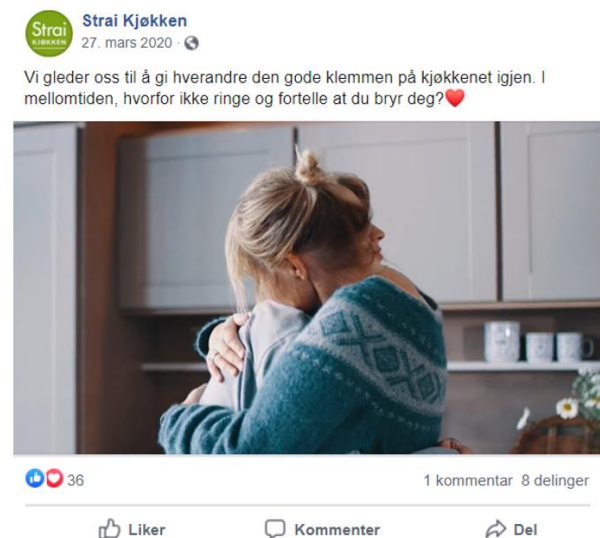 Strai
KJØKKEN
Strai Kjøkken
27. mars 2020 ·
Vi gleder oss til å gi hverandre den gode klemmen på kjøkkenet igjen. I
mellomtiden, hvorfor ikke ringe og fortelle at du bryr deg?❤️
36
1 kommentar 8 delinger
Liker
Kommenter
Del